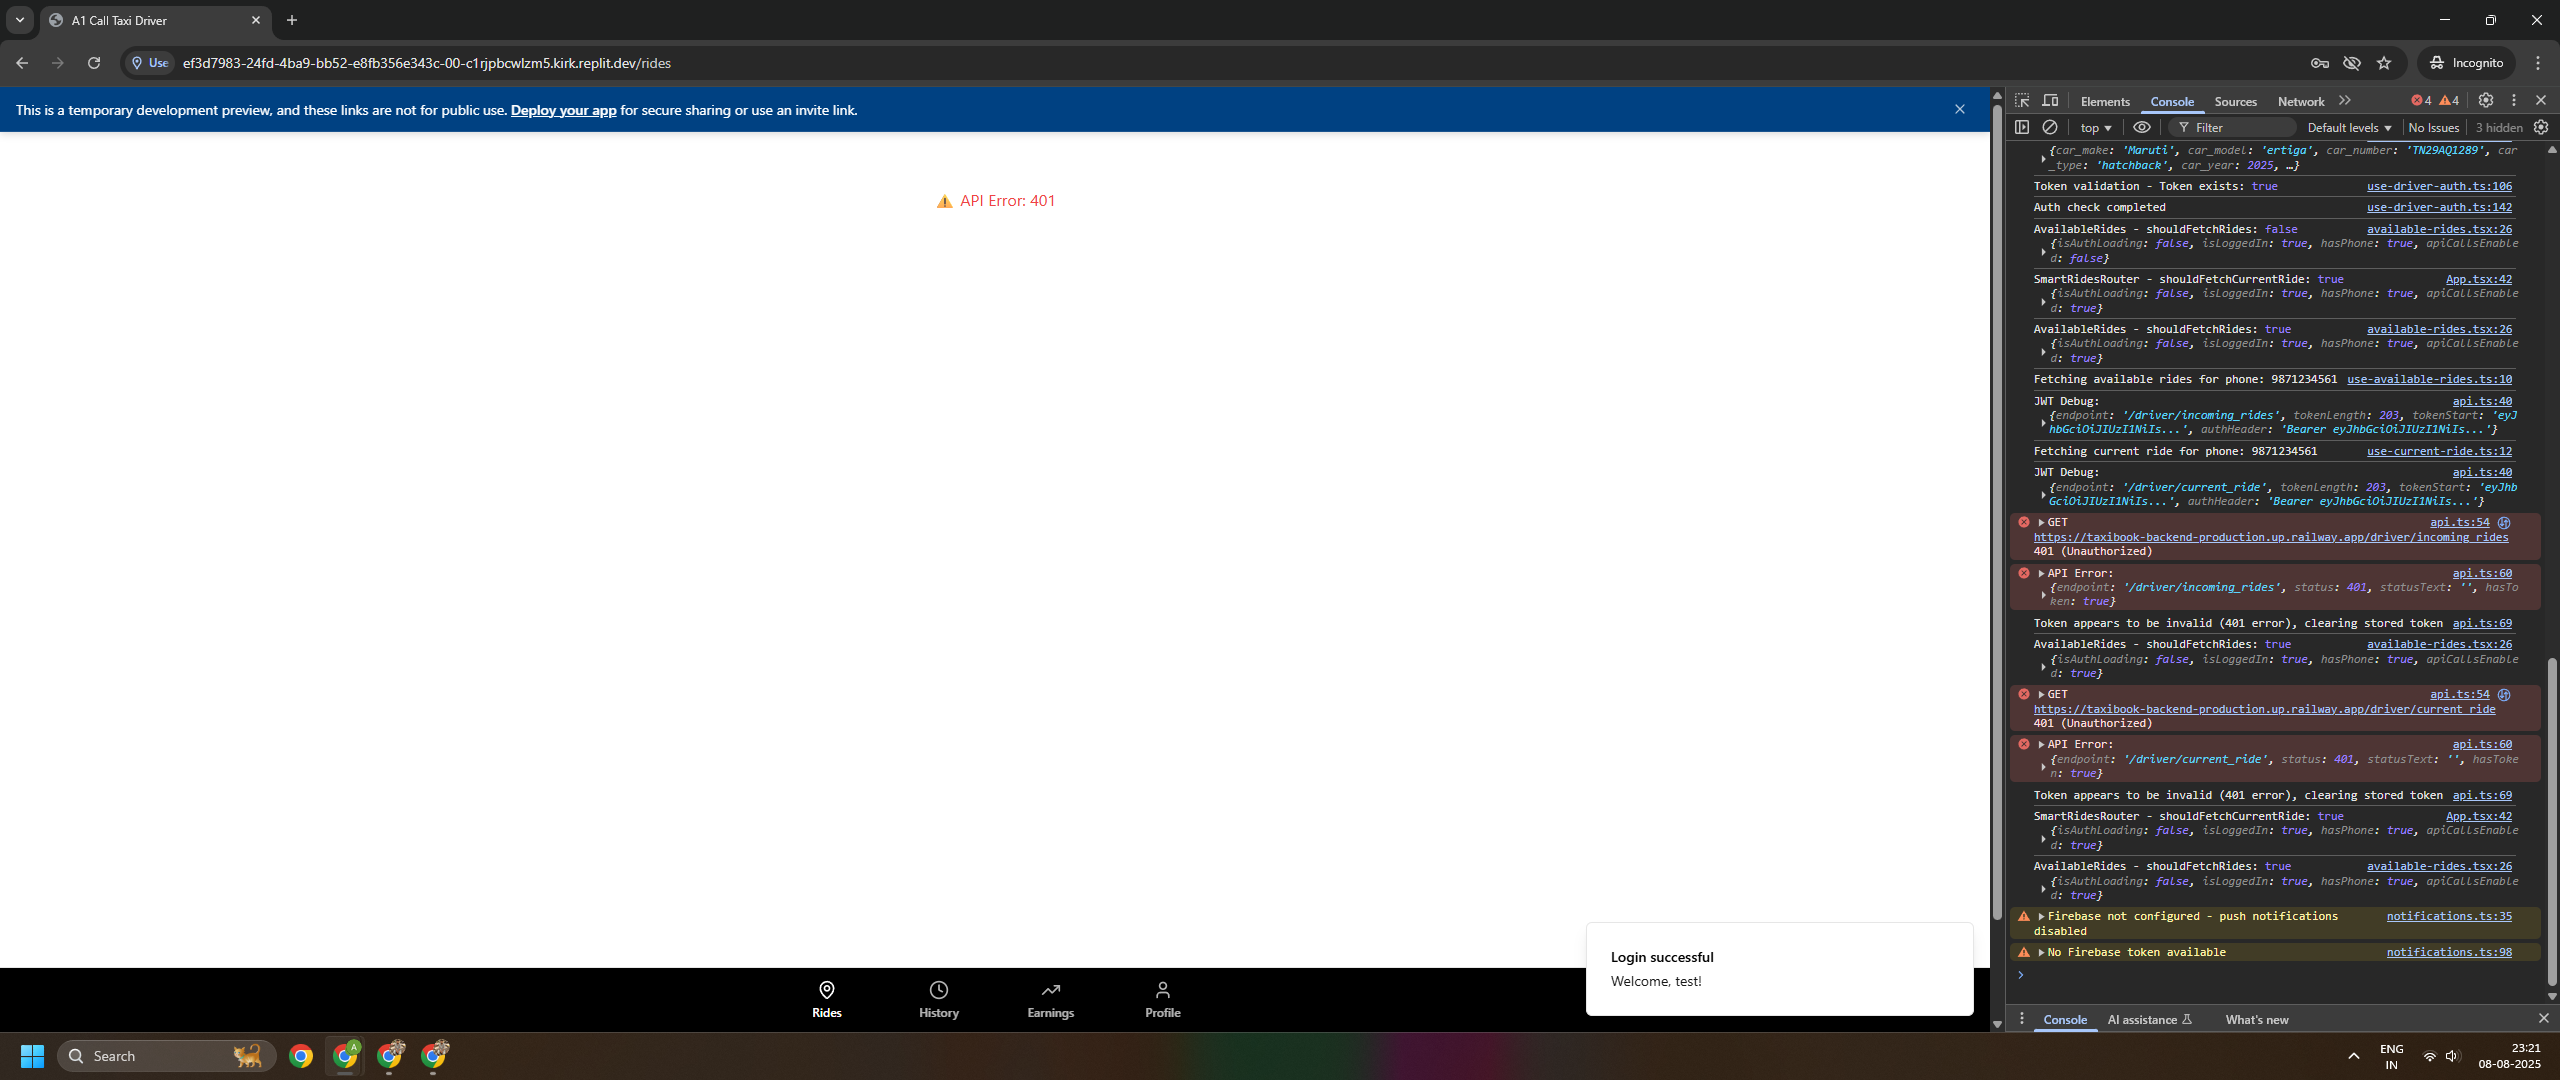 A1 Call Taxi Driver
Use
ef3d7983-24fd-4ba9-bb52-e8fb356e343c-00-c1rjpbcwlzm5.kirk.replit.dev/rides
Incognito
This is a temporary development preview, and these links are not for public use. Deploy your app for secure sharing or use an invite link.
⚠ API Error: 401
Login successful
Welcome, test!
Rides
History
Earnings
Profile
Elements Console Sources Network 4 4
top Filter Default levels No Issues 3 hidden
{car_make: 'Maruti', car_model: 'ertiga', car_number: 'TN29AQ1289', car
_type: 'hatchback', car_year: 2025, …}
Token validation - Token exists: true use-driver-auth.ts:106
Auth check completed use-driver-auth.ts:142
AvailableRides - shouldFetchRides: false available-rides.tsx:26
{isAuthLoading: false, isLoggedIn: true, hasPhone: true, apiCallsEnable
d: false}
SmartRidesRouter - shouldFetchCurrentRide: true App.tsx:42
{isAuthLoading: false, isLoggedIn: true, hasPhone: true, apiCallsEnable
d: true}
AvailableRides - shouldFetchRides: true available-rides.tsx:26
{isAuthLoading: false, isLoggedIn: true, hasPhone: true, apiCallsEnable
d: true}
Fetching available rides for phone: 9871234561 use-available-rides.ts:10
JWT Debug: api.ts:40
{endpoint: '/driver/incoming_rides', tokenLength: 203, tokenStart: 'eyJ
hbGciOiJIUzI1NiIs...', authHeader: 'Bearer eyJhbGciOiJIUzI1NiIs...'}
Fetching current ride for phone: 9871234561 use-current-ride.ts:12
JWT Debug: api.ts:40
{endpoint: '/driver/current_ride', tokenLength: 203, tokenStart: 'eyJhb
GciOiJIUzI1NiIs...', authHeader: 'Bearer eyJhbGciOiJIUzI1NiIs...'}
GET api.ts:54
https://taxibook-backend-production.up.railway.app/driver/incoming_rides
401 (Unauthorized)
API Error: api.ts:60
{endpoint: '/driver/incoming_rides', status: 401, statusText: '', hasTo
ken: true}
Token appears to be invalid (401 error), clearing stored token api.ts:69
AvailableRides - shouldFetchRides: true available-rides.tsx:26
{isAuthLoading: false, isLoggedIn: true, hasPhone: true, apiCallsEnable
d: true}
GET api.ts:54
https://taxibook-backend-production.up.railway.app/driver/current_ride
401 (Unauthorized)
API Error: api.ts:60
{endpoint: '/driver/current_ride', status: 401, statusText: '', hasToke
n: true}
Token appears to be invalid (401 error), clearing stored token api.ts:69
SmartRidesRouter - shouldFetchCurrentRide: true App.tsx:42
{isAuthLoading: false, isLoggedIn: true, hasPhone: true, apiCallsEnable
d: true}
AvailableRides - shouldFetchRides: true available-rides.tsx:26
{isAuthLoading: false, isLoggedIn: true, hasPhone: true, apiCallsEnable
d: true}
Firebase not configured - push notifications notifications.ts:35
disabled
No Firebase token available notifications.ts:98
Console AI assistance What's new
Search
A
ENG
IN
23:21
08-08-2025